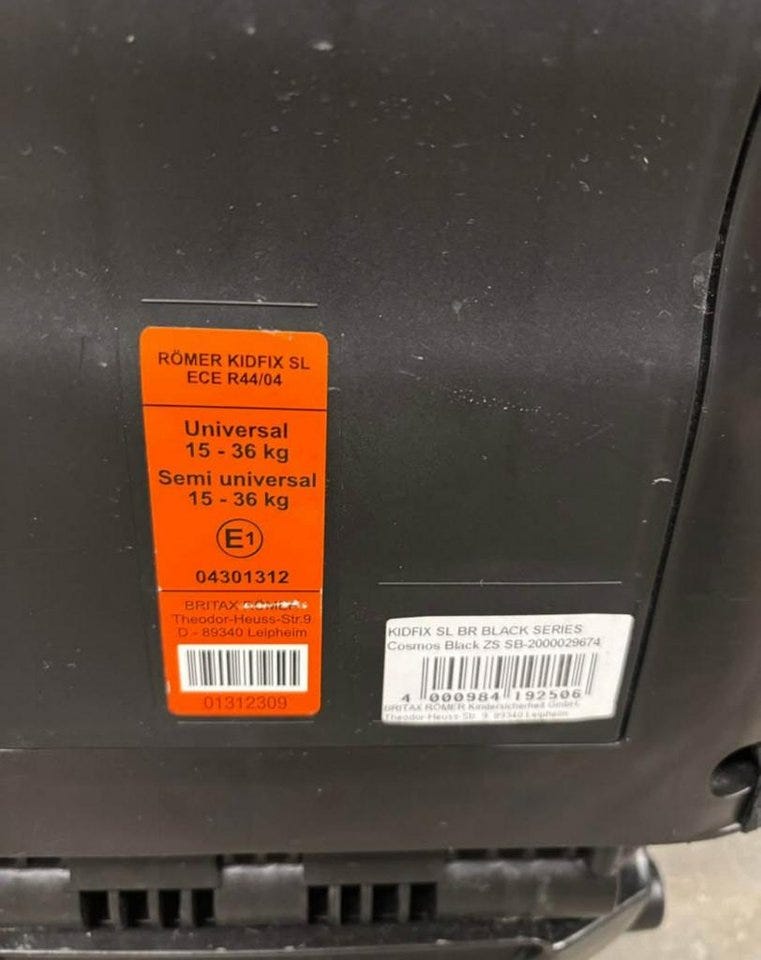 RÖMER KIDFIX SL
ECE R44/04
Universal
15 - 36 kg
Semi universal
15 - 36 kg
E1
04301312
BRITAX RÖMER
Theodor-Heuss-Str.9
D - 89340 Leipheim
01312309
KIDFIX SL BR BLACK SERIES
Cosmos Black ZS SB-2000029674
4 000984 192506
BRITAX RÖMER Kindersicherheit GmbH,
Theodor-Heuss-Str. 9, 89340 Leipheim